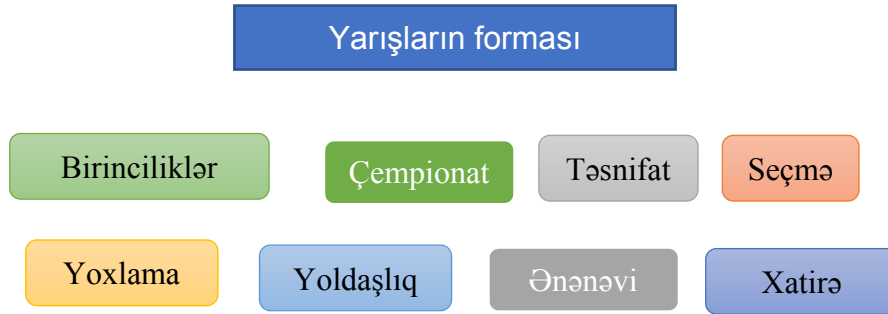 Yarışların forması
Birinciliklər
Çempionat
Təsnifat
Seçmə
Yoxlama
Yoldaşlıq
Ənənəvi
Xatirə